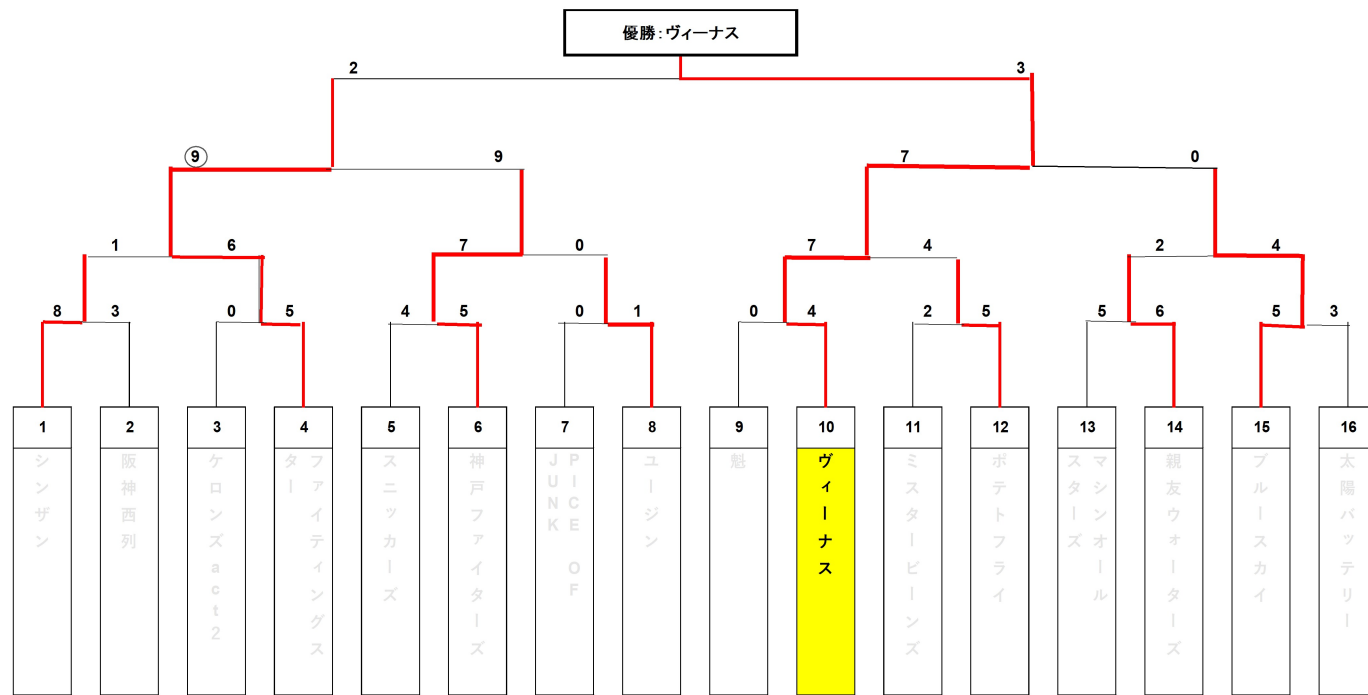 優勝：ヴィーナス
2 3
⑨ 9 7 0
1 6 7 0 7 4 2 4
8 3 0 5 4 5 0 1 0 4 2 5 5 6 5 3
1 2 3 4 5 6 7 8 9 10 11 12 13 14 15 16
シンザン
阪神西列
ケロンズact2
ファイティングス
ター
スニッカーズ
神戸ファイターズ
PICE OF
JUNK
ユージン
魁
ヴィーナス
ミスタービーンズ
ポテトフライ
マシンオール
スターズ
親友ウォーターズ
ブルースカイ
太陽バッテリー